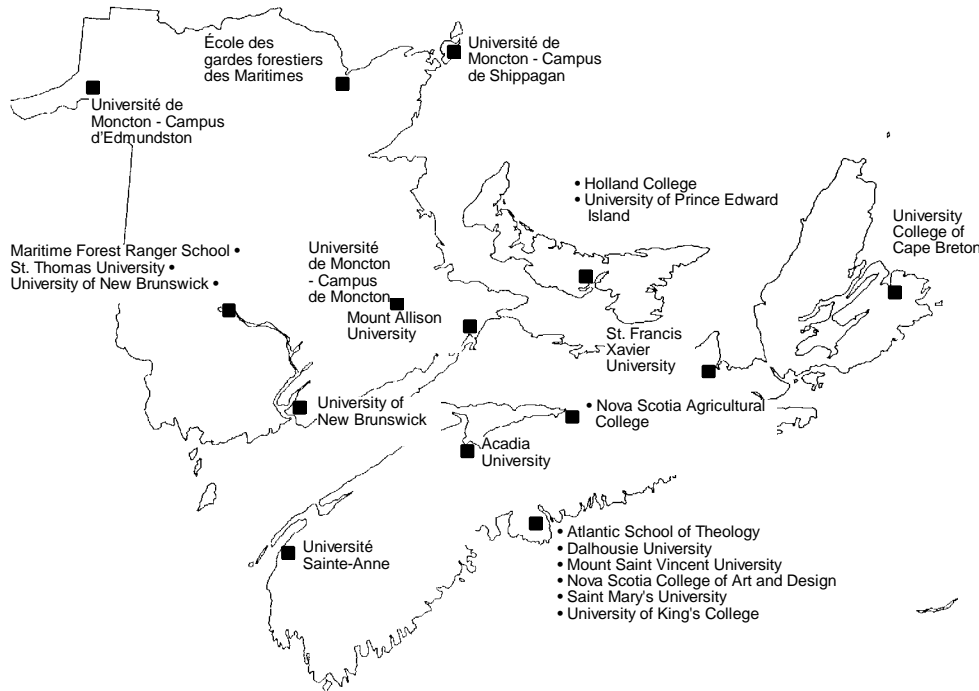 École des
gardes forestiers
des Maritimes
Université de
Moncton - Campus
de Shippagan
Université de
Moncton - Campus
d'Edmundston
• Holland College
• University of Prince Edward
Island
University
College of
Cape Breton
Maritime Forest Ranger School •
St. Thomas University •
University of New Brunswick •
Université
de Moncton
- Campus
de Moncton
Mount Allison
University
St. Francis
Xavier
University
University of
New Brunswick
• Nova Scotia Agricultural
College
Acadia
University
Université
Sainte-Anne
• Atlantic School of Theology
• Dalhousie University
• Mount Saint Vincent University
• Nova Scotia College of Art and Design
• Saint Mary's University
• University of King's College